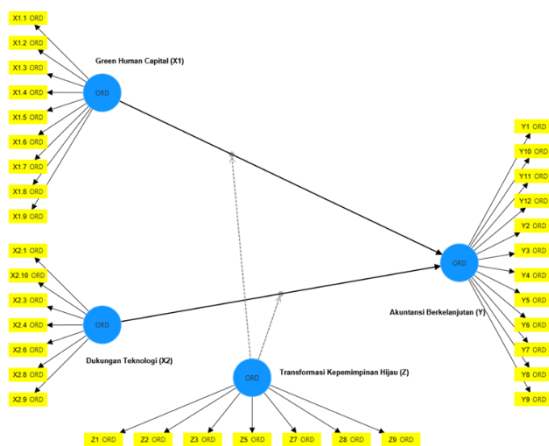 X1.1 ORD
X1.2 ORD
X1.3 ORD
X1.4 ORD
X1.5 ORD
X1.6 ORD
X1.7 ORD
X1.8 ORD
X1.9 ORD
Green Human Capital (X1)
ORD
X2.1 ORD
X2.10 ORD
X2.3 ORD
X2.4 ORD
X2.6 ORD
X2.8 ORD
X2.9 ORD
ORD
Dukungan Teknologi (X2)
ORD
Transformasi Kepemimpinan Hijau (Z)
Z1 ORD
Z2 ORD
Z3 ORD
Z5 ORD
Z7 ORD
Z8 ORD
Z9 ORD
ORD
Akuntansi Berkelanjutan (Y)
Y1 ORD
Y10 ORD
Y11 ORD
Y12 ORD
Y2 ORD
Y3 ORD
Y4 ORD
Y5 ORD
Y6 ORD
Y7 ORD
Y8 ORD
Y9 ORD